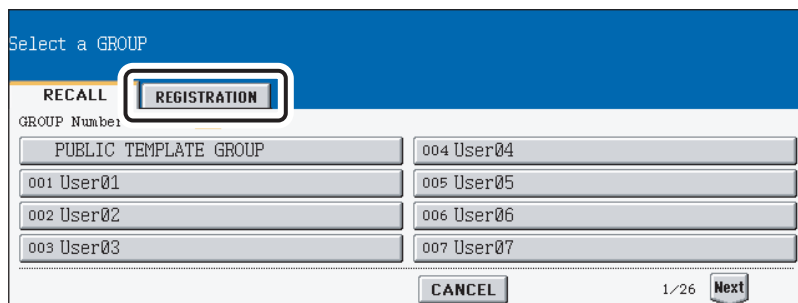 Select a GROUP
RECALL REGISTRATION
GROUP Number
PUBLIC TEMPLATE GROUP 004 User04
001 User01 005 User05
002 User02 006 User06
003 User03 007 User07
CANCEL 1/26 Next